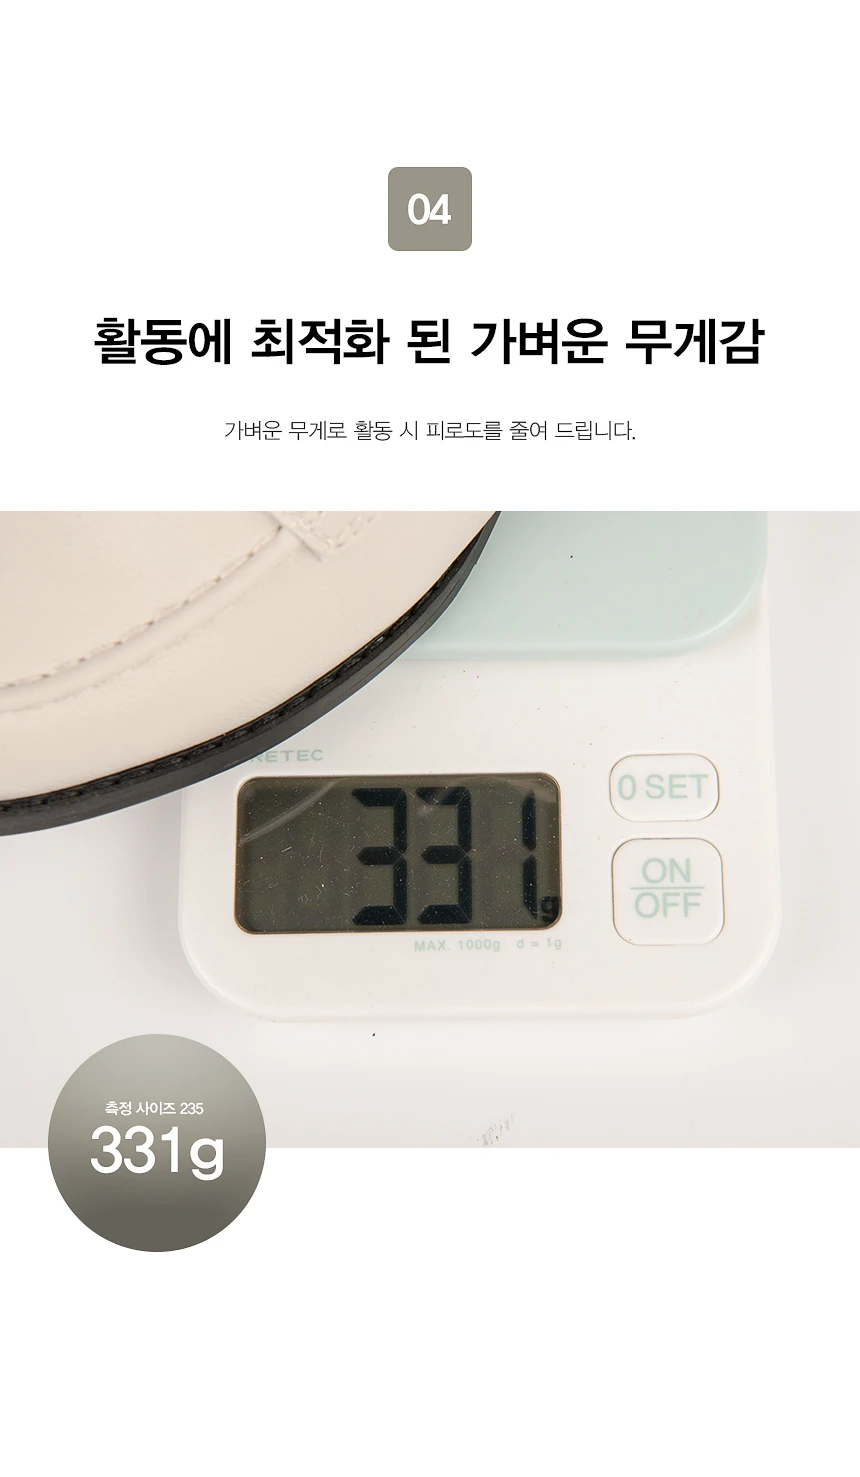 04
활동에 최적화 된 가벼운 무게감
가벼운 무게로 활동 시 피로도를 줄여 드립니다.
0 SET
331g
ON
OFF
MAX. 1000g d = 1g
측정 사이즈 235
331g